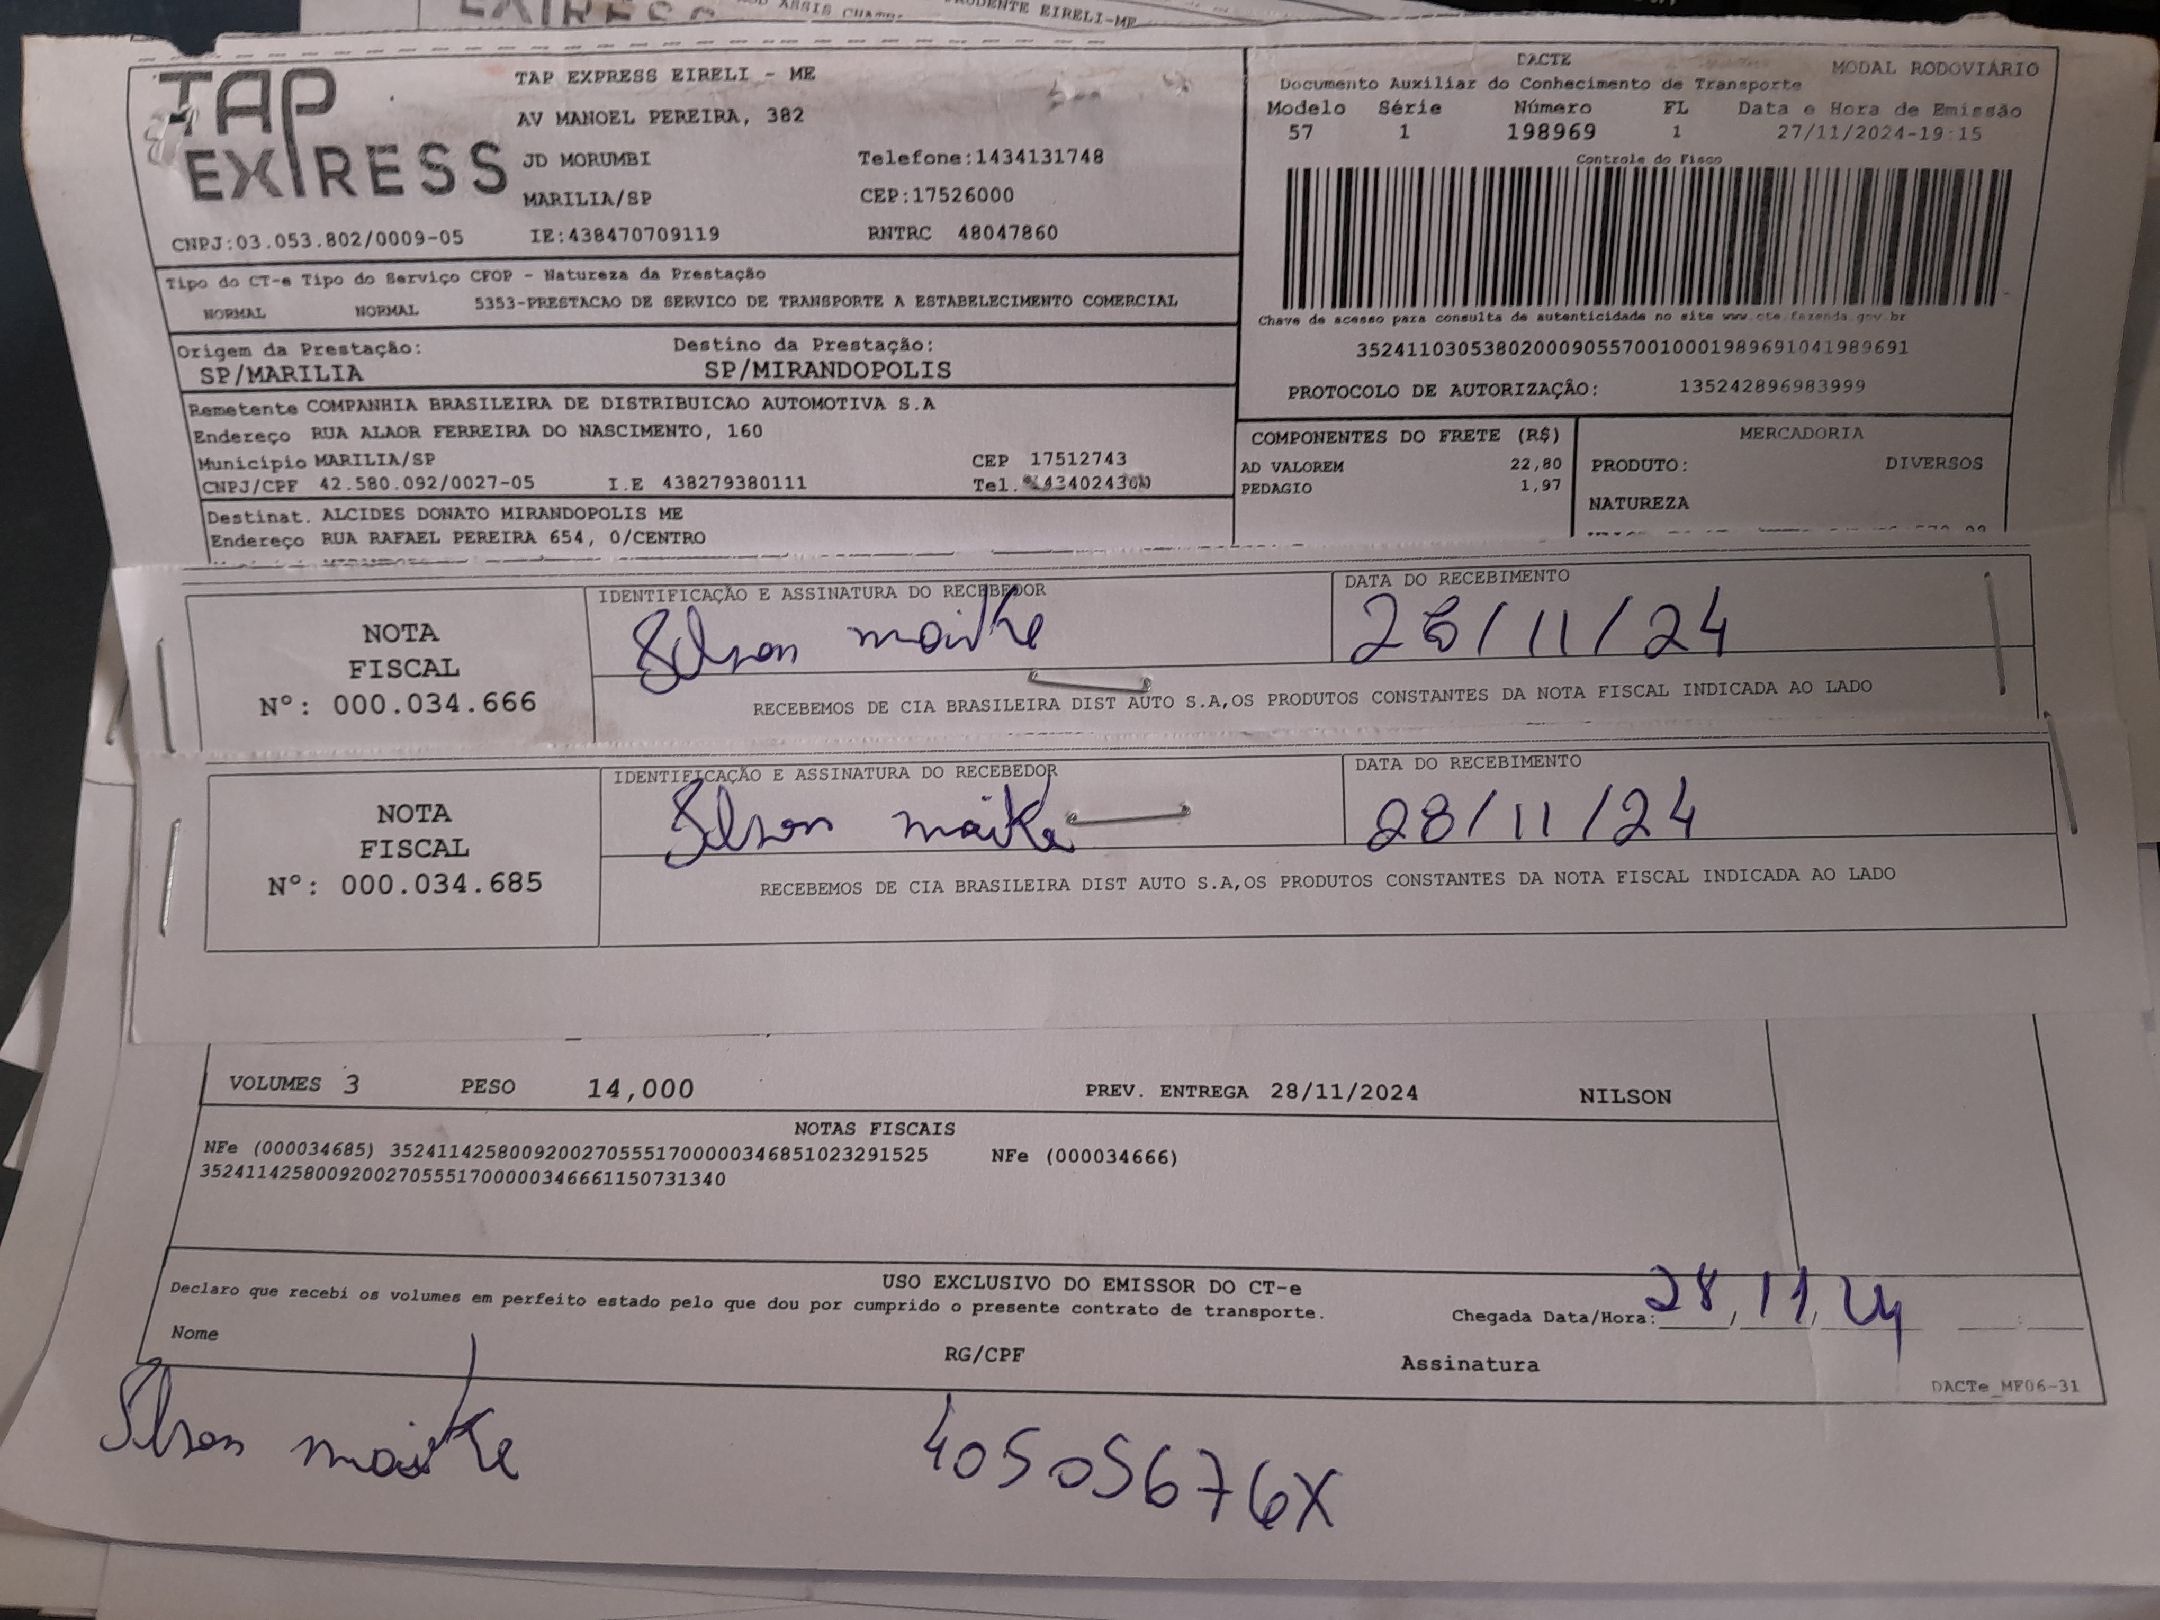 RUDENTE EIRELI-ME
TAP EXPRESS
TAP EXPRESS EIRELI - ME
AV MANOEL PEREIRA, 382
JD MORUMBI Telefone:1434131748
MARILIA/SP CEP:17526000
CNPJ:03.053.802/0009-05 IE:438470709119 RNTRC 48047860
DACTE
MODAL RODOVIÁRIO
Documento Auxiliar do Conhecimento de Transporte
Modelo Série Número FL Data e Hora de Emissão
57 1 198969 1 27/11/2024-19:15
Controle do Fisco
Chave de acesso para consulta de autenticidade no site www.cte.fazenda.gov.br
35241103053802000905570010001989691041989691
PROTOCOLO DE AUTORIZAÇÃO: 135242896983999
Tipo do CT-e Tipo do Serviço CFOP - Natureza da Prestação
NORMAL NORMAL 5353-PRESTACAO DE SERVICO DE TRANSPORTE A ESTABELECIMENTO COMERCIAL
Origem da Prestação: Destino da Prestação:
SP/MARILIA SP/MIRANDOPOLIS
Remetente COMPANHIA BRASILEIRA DE DISTRIBUICAO AUTOMOTIVA S.A
Endereço RUA ALAOR FERREIRA DO NASCIMENTO, 160
Município MARILIA/SP CEP 17512743
CNPJ/CPF 42.580.092/0027-05 I.E 438279380111 Tel.
Destinat. ALCIDES DONATO MIRANDOPOLIS ME
Endereço RUA RAFAEL PEREIRA 654, 0/CENTRO
COMPONENTES DO FRETE (R$)
AD VALOREM 22,80
PEDAGIO 1,97
MERCADORIA
PRODUTO: DIVERSOS
NATUREZA
NOTA
FISCAL
Nº: 000.034.666
IDENTIFICAÇÃO E ASSINATURA DO RECEBEDOR
maike
DATA DO RECEBIMENTO
28/11/24
RECEBEMOS DE CIA BRASILEIRA DIST AUTO S.A,OS PRODUTOS CONSTANTES DA NOTA FISCAL INDICADA AO LADO
NOTA
FISCAL
Nº: 000.034.685
IDENTIFICAÇÃO E ASSINATURA DO RECEBEDOR
maike
DATA DO RECEBIMENTO
28/11/24
RECEBEMOS DE CIA BRASILEIRA DIST AUTO S.A,OS PRODUTOS CONSTANTES DA NOTA FISCAL INDICADA AO LADO
VOLUMES 3 PESO 14,000 PREV. ENTREGA 28/11/2024 NILSON
NOTAS FISCAIS
NFe (000034685) 35241142580092002705551700000346851023291525 NFe (000034666)
35241142580092002705551700000346661150731340
USO EXCLUSIVO DO EMISSOR DO CT-e
Declaro que recebi os volumes em perfeito estado pelo que dou por cumprido o presente contrato de transporte.
Chegada Data/Hora: 28/11/24
Nome RG/CPF Assinatura
DACTe_MF06-31
maike 40505676X